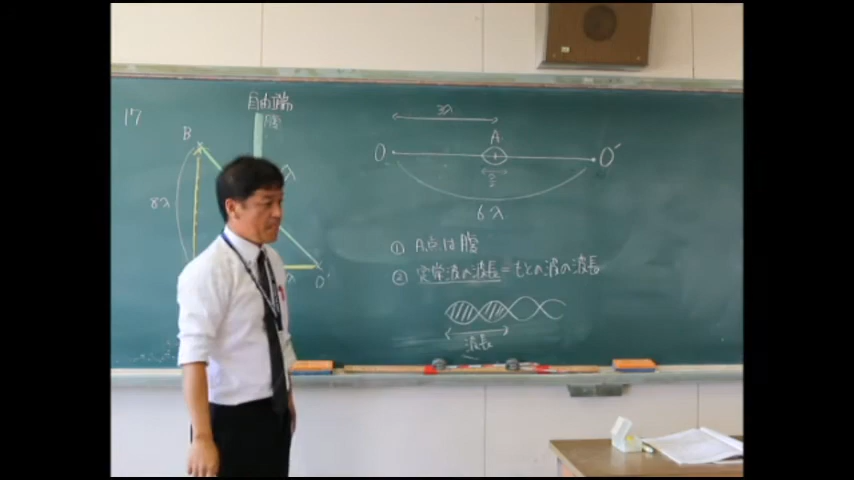 17
自由端
腹
B
8λ
λ
O'
3λ
A
O
O'
6λ
① A点は腹
② 定常波の波長=もとの波の波長
波長